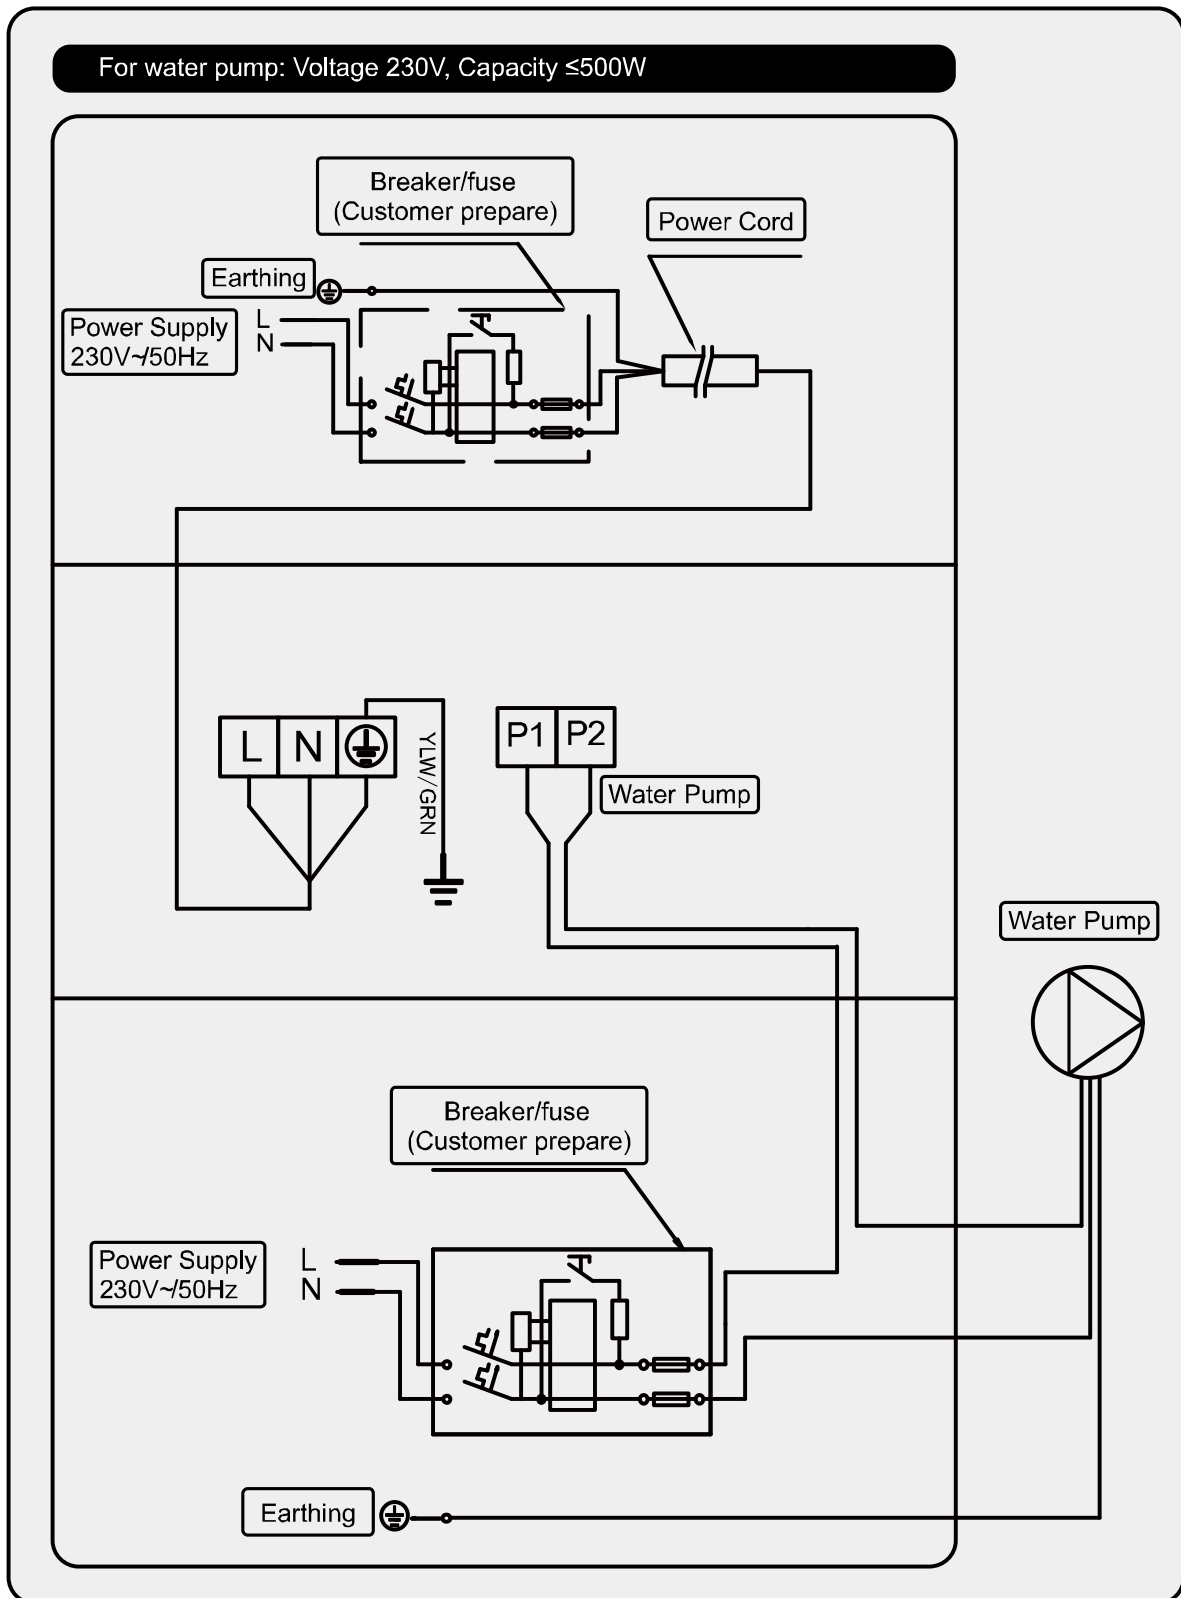 For water pump: Voltage 230V, Capacity ≤500W
Breaker/fuse
(Customer prepare)
Power Cord
Earthing
Power Supply
230V~/50Hz
L
N
L N
YLW/GRN
P1 P2
Water Pump
Water Pump
Breaker/fuse
(Customer prepare)
Power Supply
230V~/50Hz
L
N
Earthing